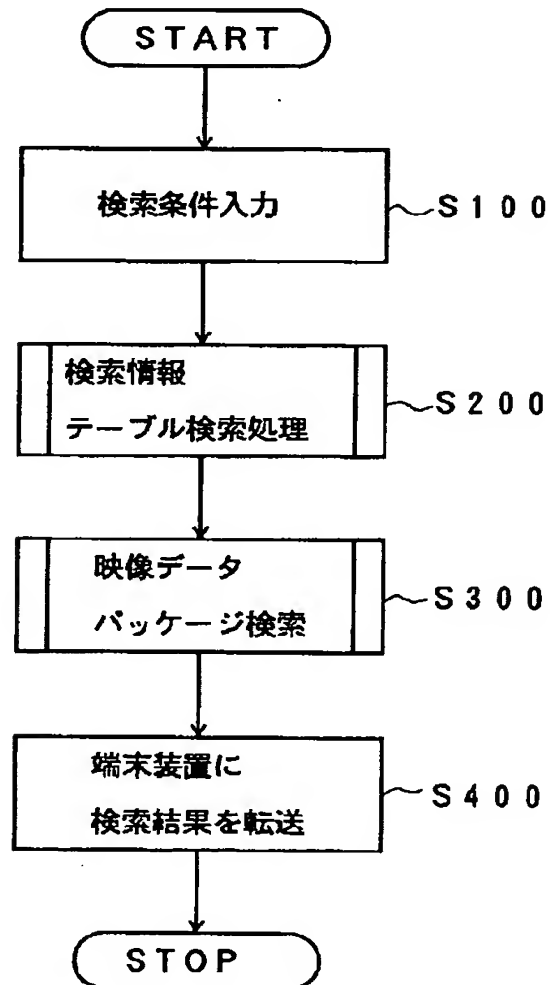 START
検索条件入力
S100
検索情報
テーブル検索処理
S200
映像データ
パッケージ検索
S300
端末装置に
検索結果を転送
S400
STOP